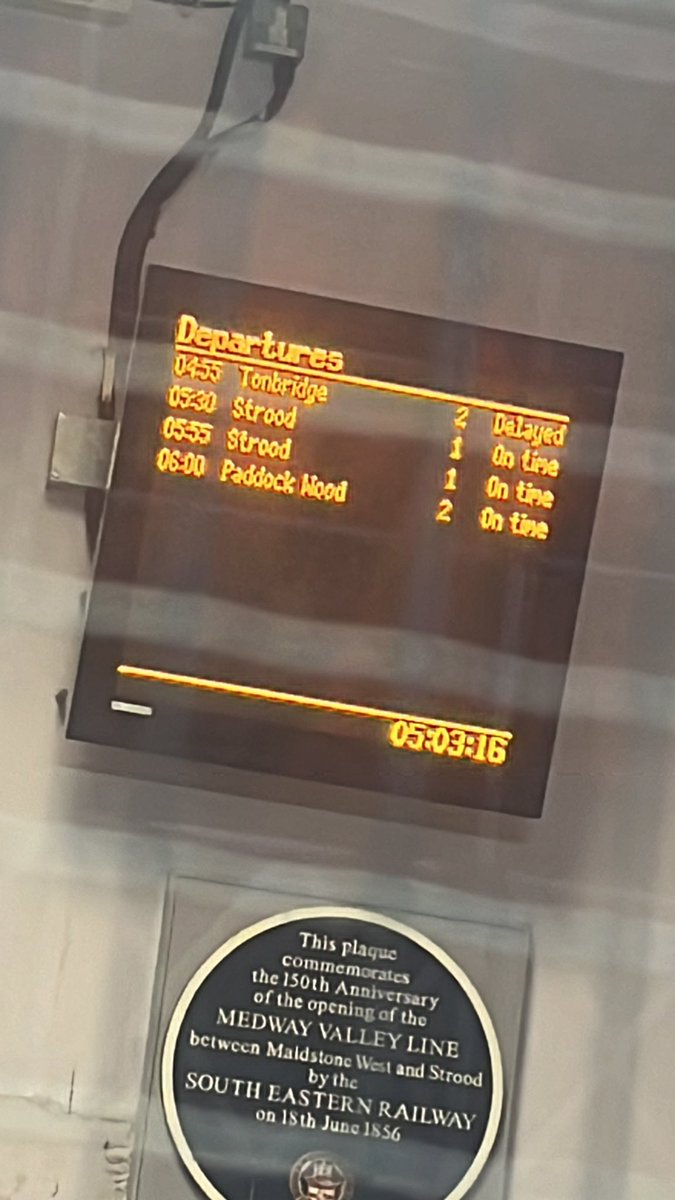 Departures
04:55 Tonbridge 2 Delayed
05:30 Strood 1 On time
05:55 Strood 1 On time
06:00 Paddock Wood 2 On time
05:03:16
This plaque
commemorates
the 150th Anniversary
of the opening of the
MEDWAY VALLEY LINE
between Maidstone West and Strood
by the
SOUTH EASTERN RAILWAY
on 18th June 1856